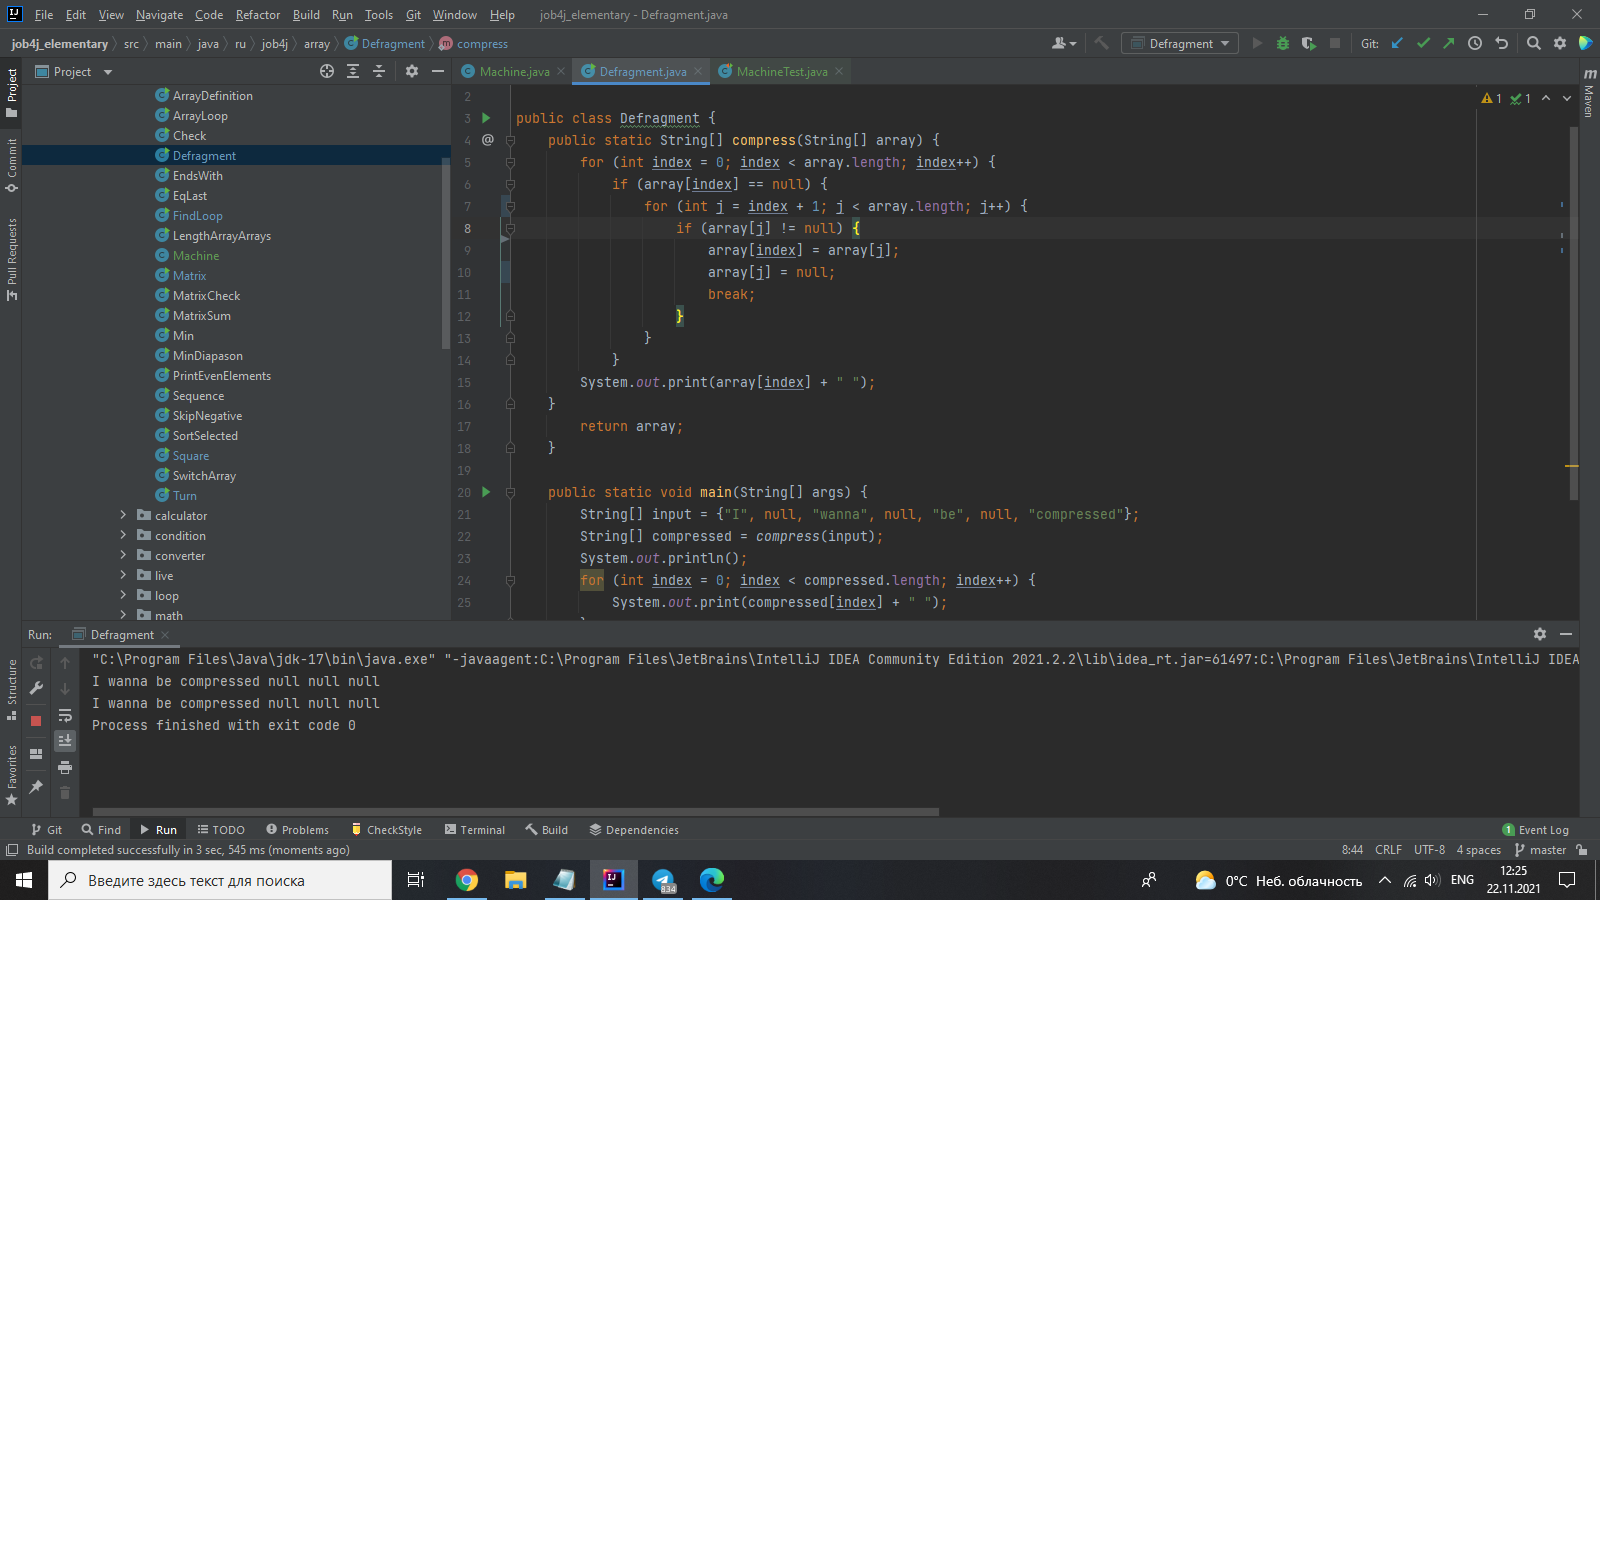 File Edit View Navigate Code Refactor Build Run Tools Git Window Help job4j_elementary - Defragment.java
job4j_elementary src main java ru job4j array Defragment compress
Defragment Git:
Project
Machine.java Defragment.java MachineTest.java
Project
Commit
Pull Requests
Structure
Favorites
Maven
ArrayDefinition
ArrayLoop
Check
Defragment
EndsWith
EqLast
FindLoop
LengthArrayArrays
Machine
Matrix
MatrixCheck
MatrixSum
Min
MinDiapason
PrintEvenElements
Sequence
SkipNegative
SortSelected
Square
SwitchArray
Turn
calculator
condition
converter
live
loop
math
1 1
2
3 public class Defragment {
4 @ public static String[] compress(String[] array) {
5 for (int index = 0; index < array.length; index++) {
6 if (array[index] == null) {
7 for (int j = index + 1; j < array.length; j++) {
8 if (array[j] != null) {
9 array[index] = array[j];
10 array[j] = null;
11 break;
12 }
13 }
14 }
15 System.out.print(array[index] + " ");
16 }
17 return array;
18 }
19
20 public static void main(String[] args) {
21 String[] input = {"I", null, "wanna", null, "be", null, "compressed"};
22 String[] compressed = compress(input);
23 System.out.println();
24 for (int index = 0; index < compressed.length; index++) {
25 System.out.print(compressed[index] + " ");
Run: Defragment
"C:\Program Files\Java\jdk-17\bin\java.exe" "-javaagent:C:\Program Files\JetBrains\IntelliJ IDEA Community Edition 2021.2.2\lib\idea_rt.jar=61497:C:\Program Files\JetBrains\IntelliJ IDEA
I wanna be compressed null null null
I wanna be compressed null null null
Process finished with exit code 0
Git Find Run TODO Problems CheckStyle Terminal Build Dependencies 1 Event Log
Build completed successfully in 3 sec, 545 ms (moments ago) 8:44 CRLF UTF-8 4 spaces master
Введите здесь текст для поиска 834 0°C Неб. облачность ENG 12:25
22.11.2021